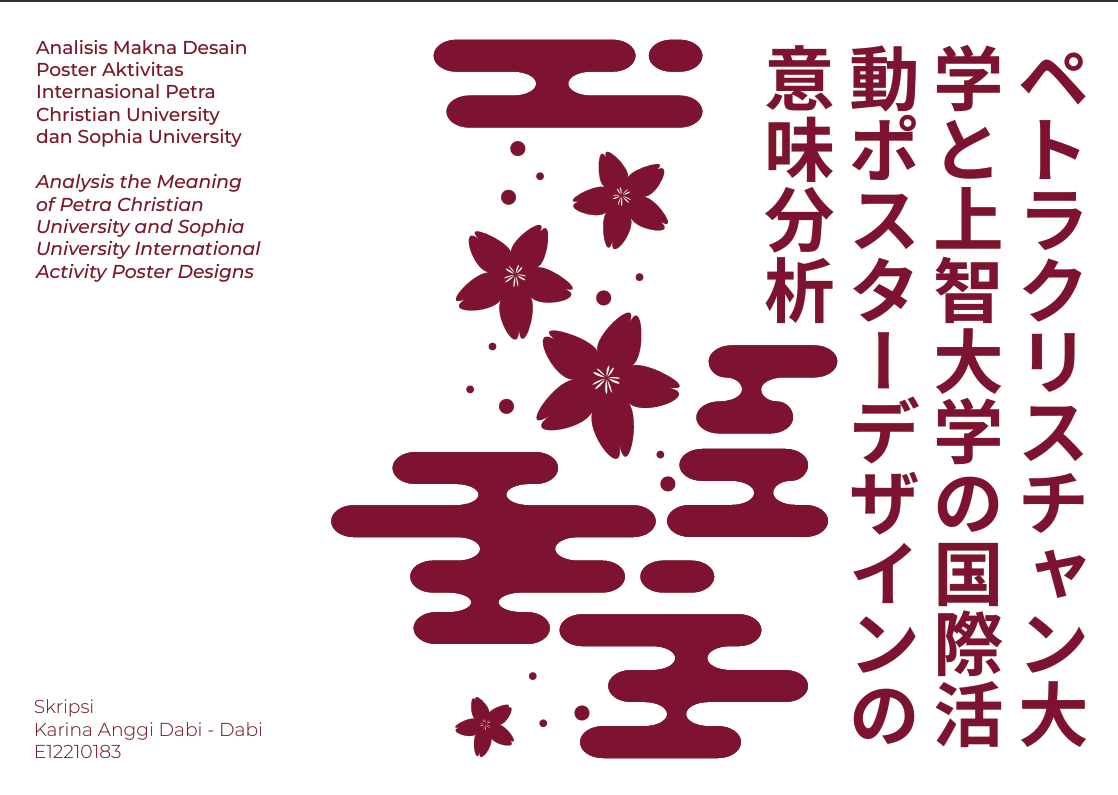 Analisis Makna Desain
Poster Aktivitas
Internasional Petra
Christian University
dan Sophia University
Analysis the Meaning
of Petra Christian
University and Sophia
University International
Activity Poster Designs
ペトラクリスチャン大
学と上智大学の国際活
動ポスターデザインの
意味分析
Skripsi
Karina Anggi Dabi - Dabi
E12210183